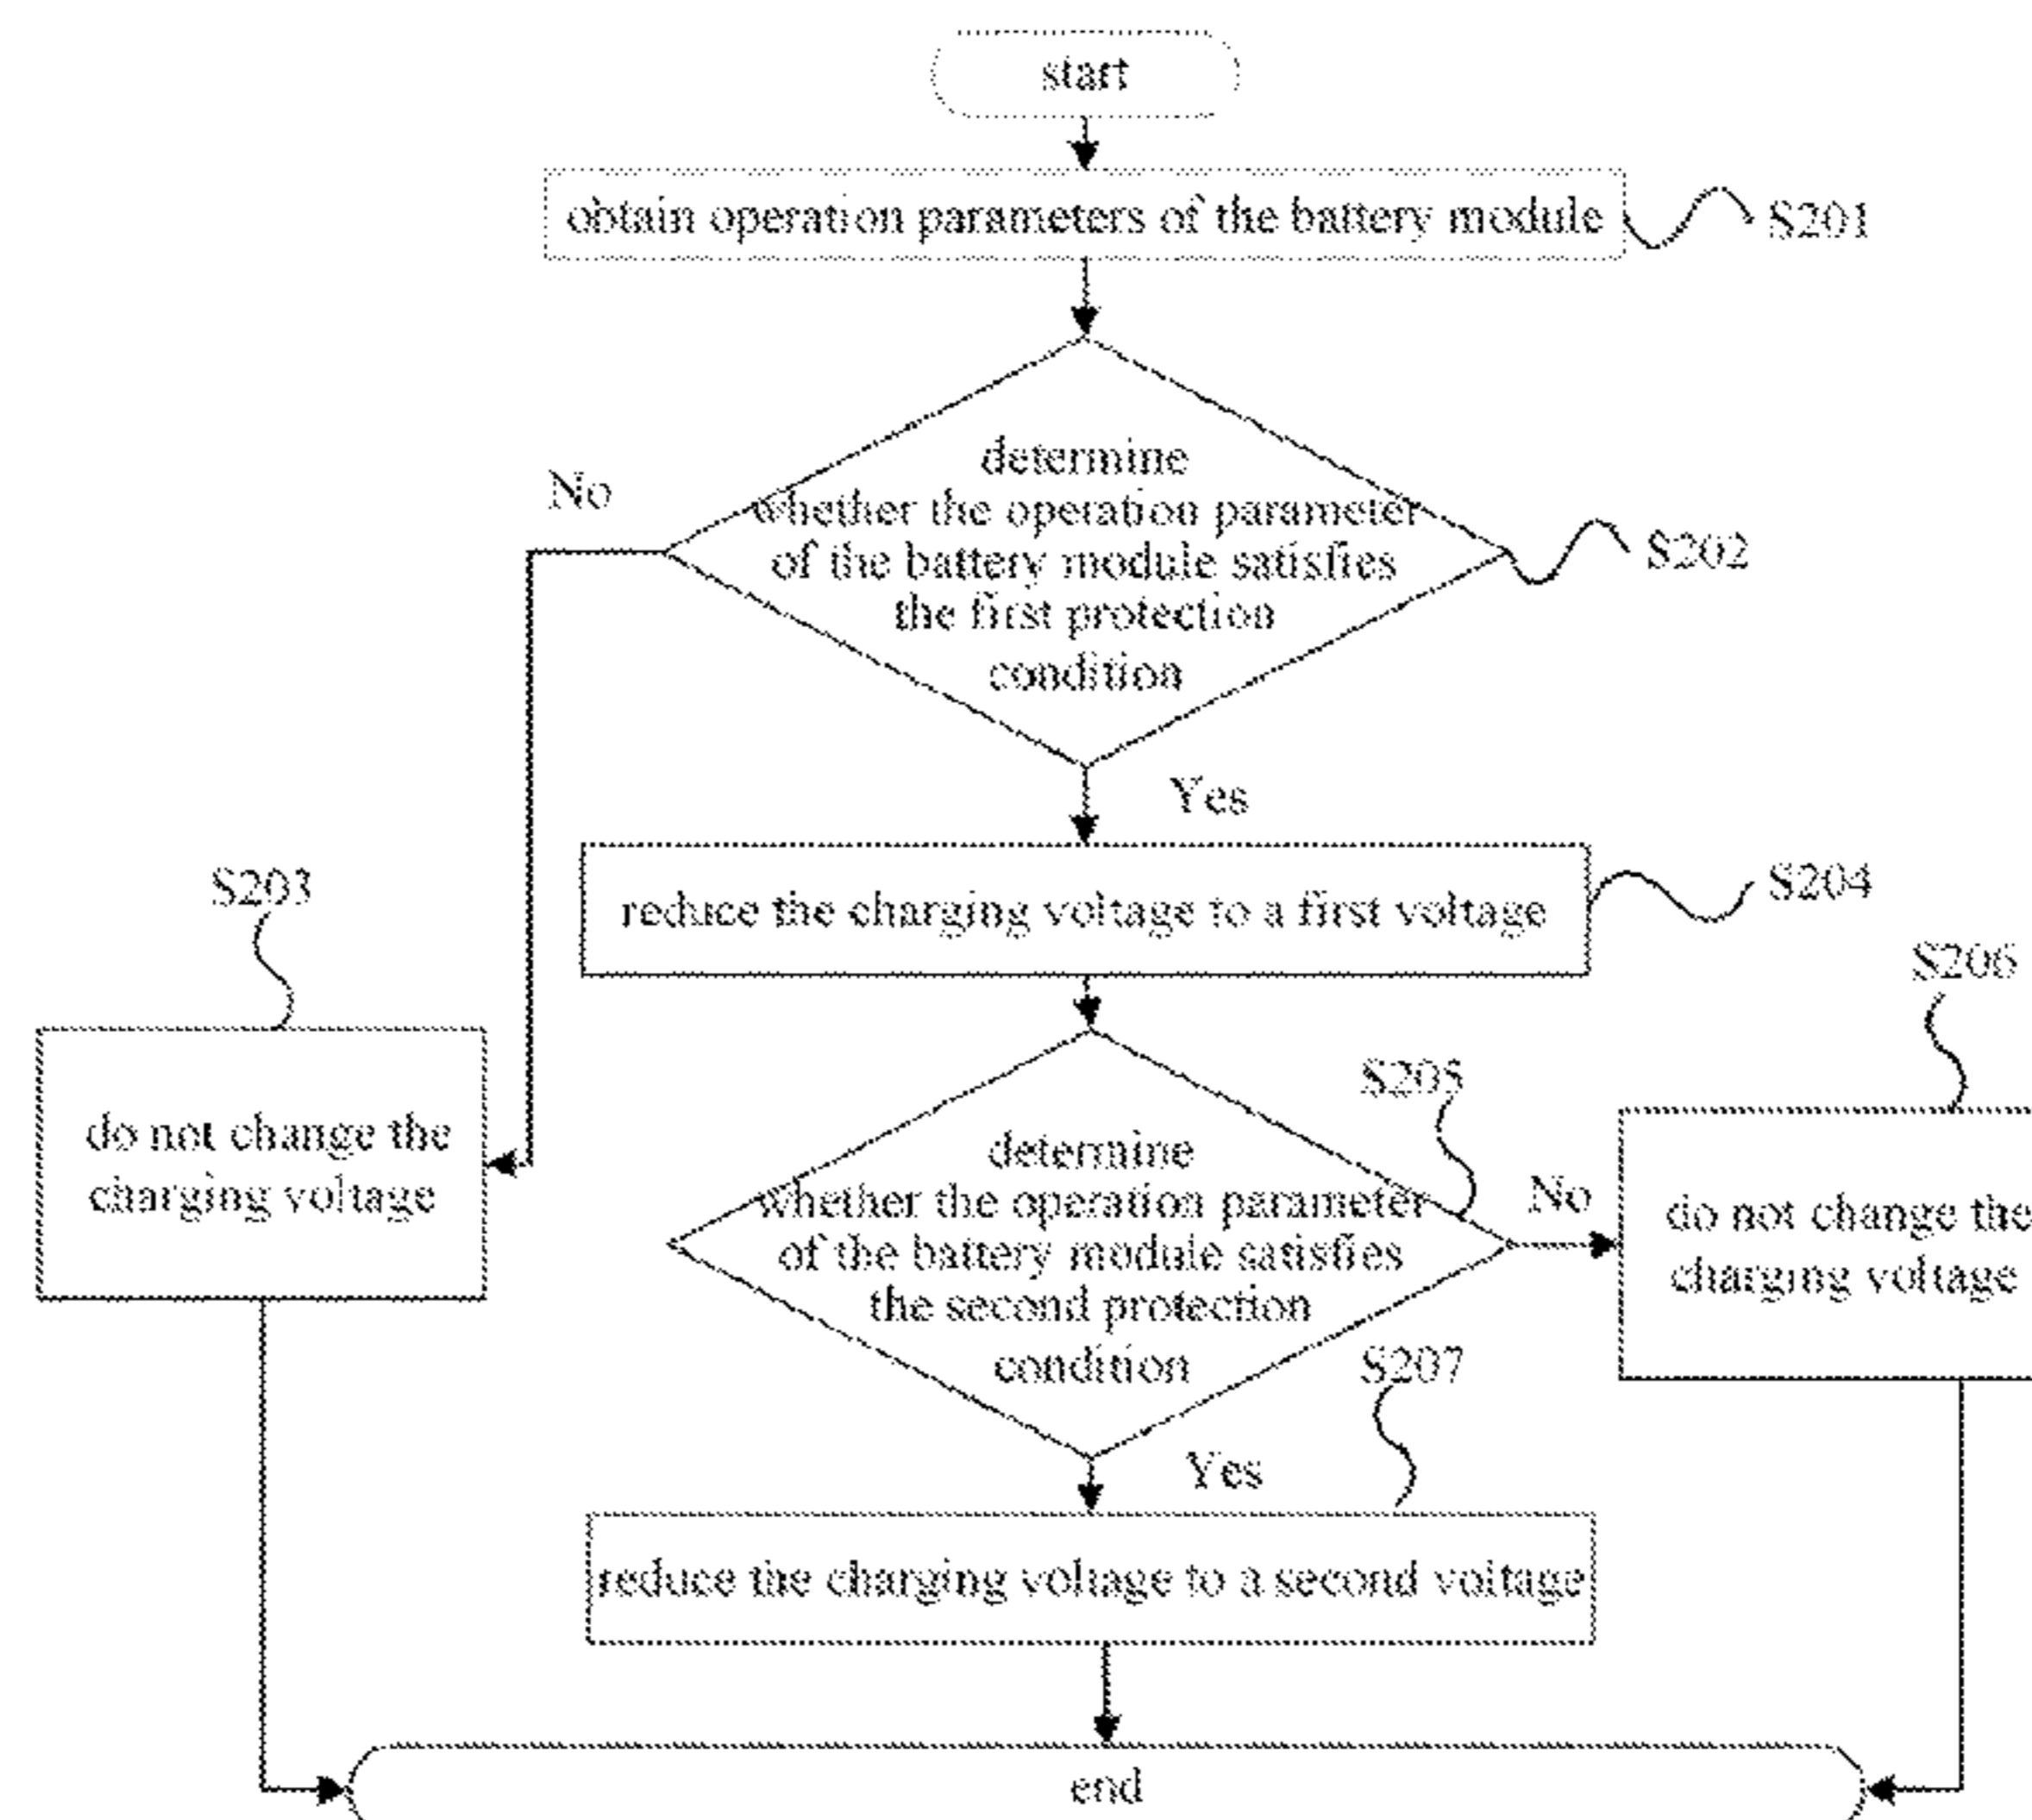 start
obtain operation parameters of the battery module
S201
determine
whether the operation parameter
of the battery module satisfies
the first protection
condition
No
S202
Yes
reduce the charging voltage to a first voltage
S204
S203
do not change the
charging voltage
S206
S205
determine
whether the operation parameter
of the battery module satisfies
the second protection
condition
No
do not change the
charging voltage
S207
Yes
reduce the charging voltage to a second voltage
end